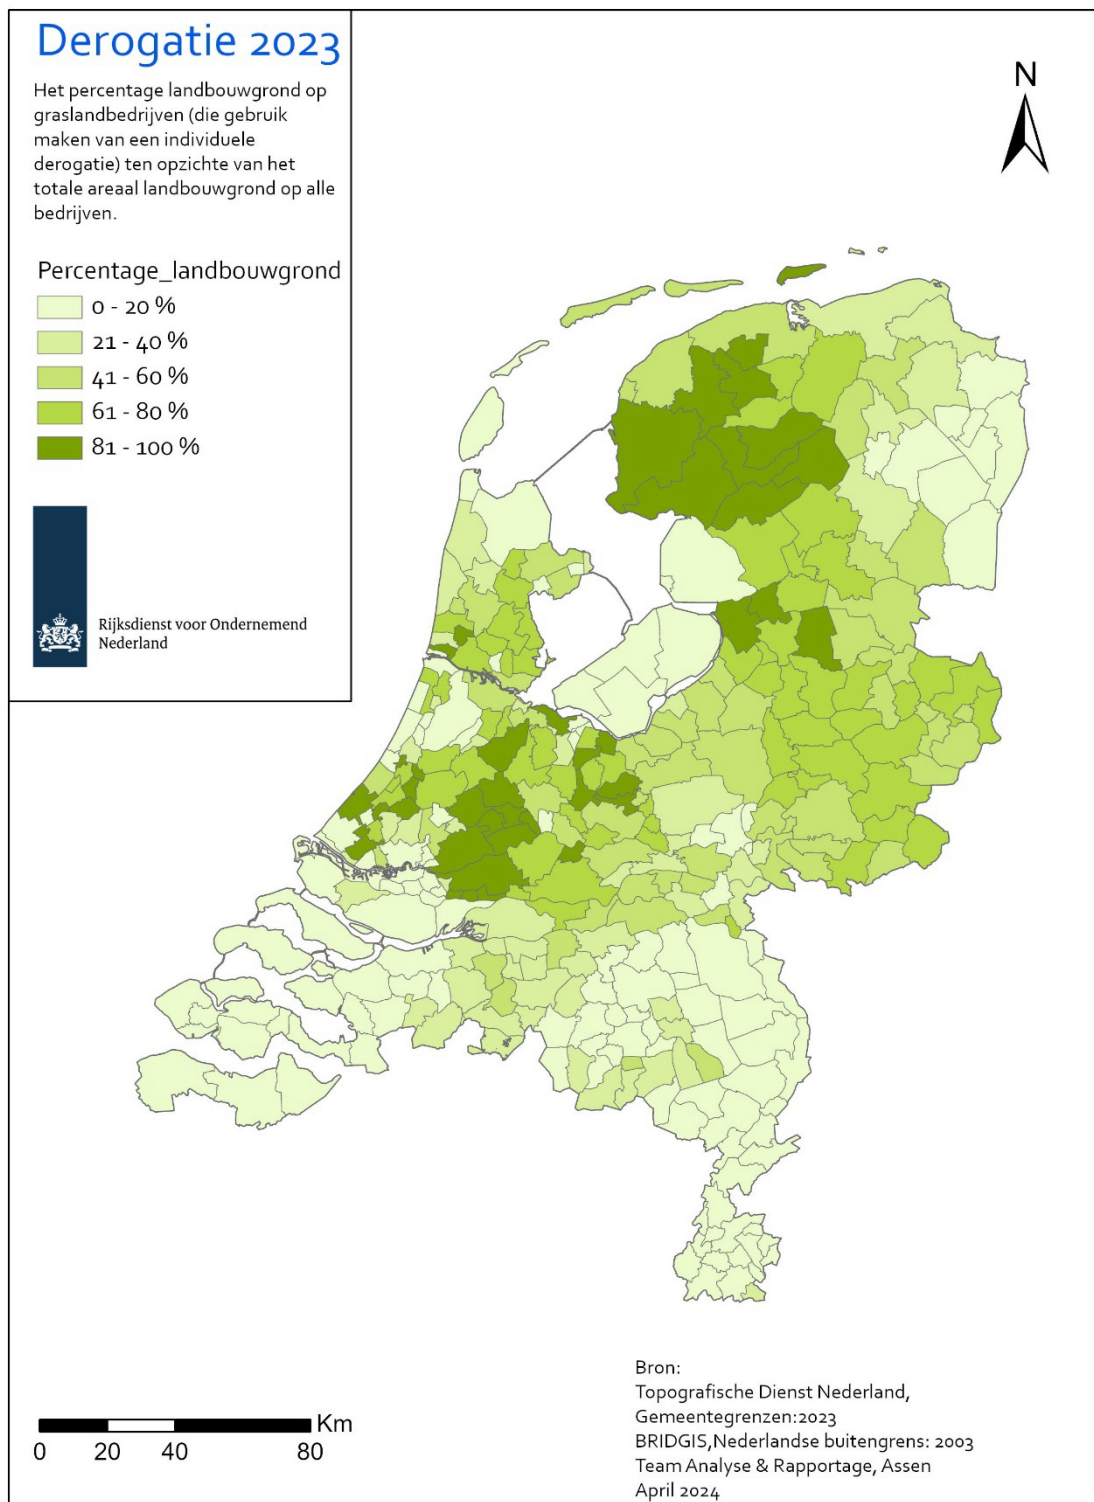 Derogatie 2023
Het percentage landbouwgrond op
graslandbedrijven (die gebruik
maken van een individuele
derogatie) ten opzichte van het
totale areaal landbouwgrond op alle
bedrijven.
Percentage_landbouwgrond
0 - 20 %
21 - 40 %
41 - 60 %
61 - 80 %
81 - 100 %
Rijksdienst voor Ondernemend
Nederland
N
Km
0 20 40 80
Bron:
Topografische Dienst Nederland,
Gemeentegrenzen:2023
BRIDGIS,Nederlandse buitengrens: 2003
Team Analyse & Rapportage, Assen
April 2024